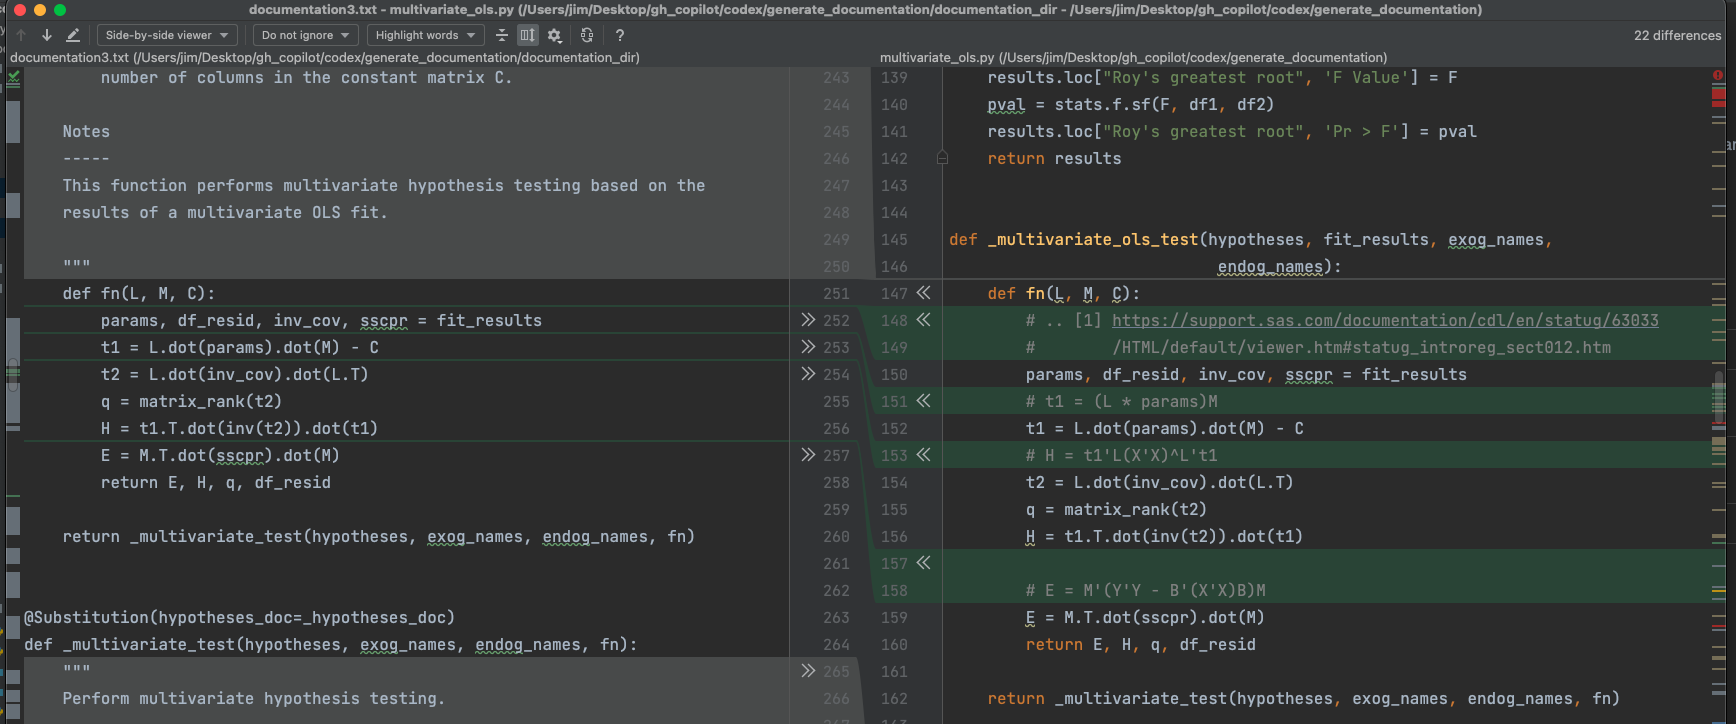 documentation3.txt - multivariate_ols.py (/Users/jim/Desktop/gh_copilot/codex/generate_documentation/documentation_dir - /Users/jim/Desktop/gh_copilot/codex/generate_documentation)
Side-by-side viewer Do not ignore Highlight words ? 22 differences
documentation3.txt (/Users/jim/Desktop/gh_copilot/codex/generate_documentation/documentation_dir)
number of columns in the constant matrix C. 243
244
Notes 245
----- 246
This function performs multivariate hypothesis testing based on the 247
results of a multivariate OLS fit. 248
249
""" 250
def fn(L, M, C): 251
params, df_resid, inv_cov, sscpr = fit_results 252
t1 = L.dot(params).dot(M) - C 253
t2 = L.dot(inv_cov).dot(L.T) 254
q = matrix_rank(t2) 255
H = t1.T.dot(inv(t2)).dot(t1) 256
E = M.T.dot(sscpr).dot(M) 257
return E, H, q, df_resid 258
259
return _multivariate_test(hypotheses, exog_names, endog_names, fn) 260
261
262
@Substitution(hypotheses_doc=_hypotheses_doc) 263
def _multivariate_test(hypotheses, exog_names, endog_names, fn): 264
""" 265
Perform multivariate hypothesis testing. 266
multivariate_ols.py (/Users/jim/Desktop/gh_copilot/codex/generate_documentation)
139 results.loc["Roy's greatest root", 'F Value'] = F
140 pval = stats.f.sf(F, df1, df2)
141 results.loc["Roy's greatest root", 'Pr > F'] = pval
142 return results
143
144
145 def _multivariate_ols_test(hypotheses, fit_results, exog_names,
146 endog_names):
147 def fn(L, M, C):
148 # .. [1] https://support.sas.com/documentation/cdl/en/statug/63033
149 # /HTML/default/viewer.htm#statug_introreg_sect012.htm
150 params, df_resid, inv_cov, sscpr = fit_results
151 # t1 = (L * params)M
152 t1 = L.dot(params).dot(M) - C
153 # H = t1'L(X'X)^L't1
154 t2 = L.dot(inv_cov).dot(L.T)
155 q = matrix_rank(t2)
156 H = t1.T.dot(inv(t2)).dot(t1)
157
158 # E = M'(Y'Y - B'(X'X)B)M
159 E = M.T.dot(sscpr).dot(M)
160 return E, H, q, df_resid
161
162 return _multivariate_test(hypotheses, exog_names, endog_names, fn)